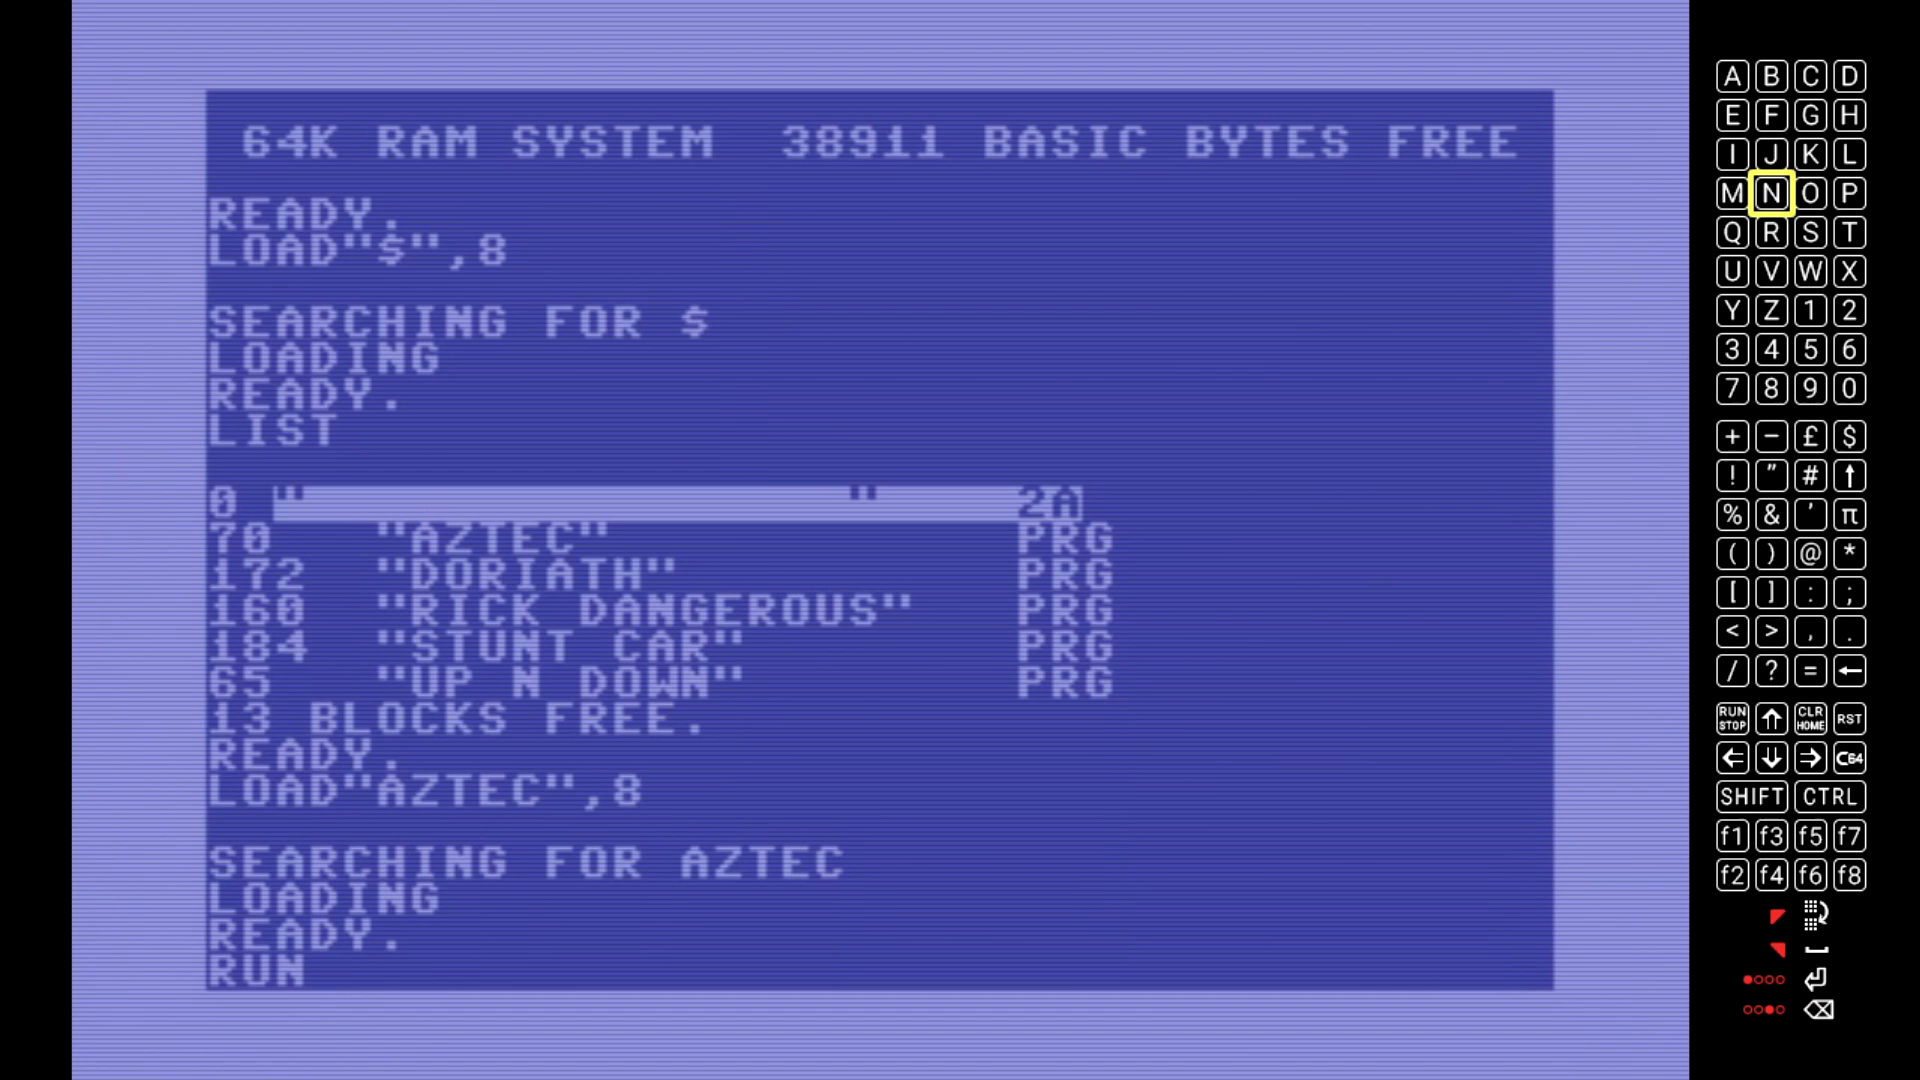 64K RAM SYSTEM  38911 BASIC BYTES FREE
READY.
LOAD"$",8
SEARCHING FOR $
LOADING
READY.
LIST
0 "                " 2A
70   "AZTEC"            PRG
172  "DORIATH"          PRG
160  "RICK DANGEROUS"   PRG
184  "STUNT CAR"        PRG
65   "UP N DOWN"        PRG
13 BLOCKS FREE.
READY.
LOAD"AZTEC",8
SEARCHING FOR AZTEC
LOADING
READY.
RUN
A B C D
E F G H
I J K L
M N O P
Q R S T
U V W X
Y Z 1 2
3 4 5 6
7 8 9 0
+ − £ $
! " # ↑
% & ' π
( ) @ *
[ ] : ;
< > , .
/ ? = ←
RUN STOP ⇑ CLR HOME RST
⇐ ⇓ ⇒ C64
SHIFT CTRL
f1 f3 f5 f7
f2 f4 f6 f8